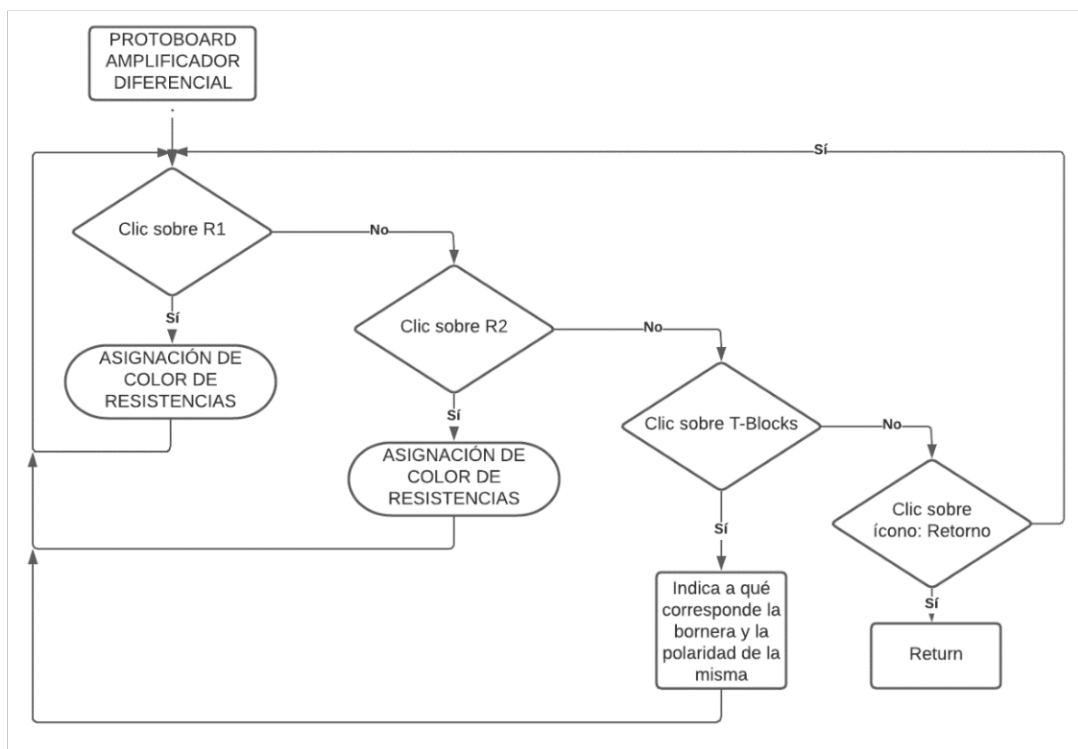 PROTOBOARD
AMPLIFICADOR
DIFERENCIAL
Sí
Clic sobre R1
No
Sí
Clic sobre R2
No
ASIGNACIÓN DE
COLOR DE
RESISTENCIAS
Sí
Clic sobre T-Blocks
No
ASIGNACIÓN DE
COLOR DE
RESISTENCIAS
Sí
Clic sobre
ícono: Retorno
Indica a qué
corresponde la
bornera y la
polaridad de la
misma
Sí
Return